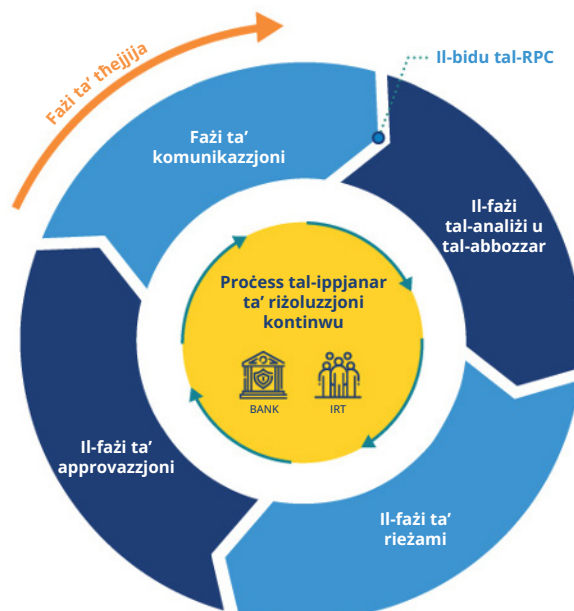 Fażi ta' tħejjija
Il-bidu tal-RPC
Fażi ta'
komunikazzjoni
Il-fażi
tal-analiżi u
tal-abbozzar
Proċess tal-ippjanar
ta' riżoluzzjoni
kontinwu
BANK
IRT
Il-fażi ta'
approvazzjoni
Il-fażi ta'
rieżami